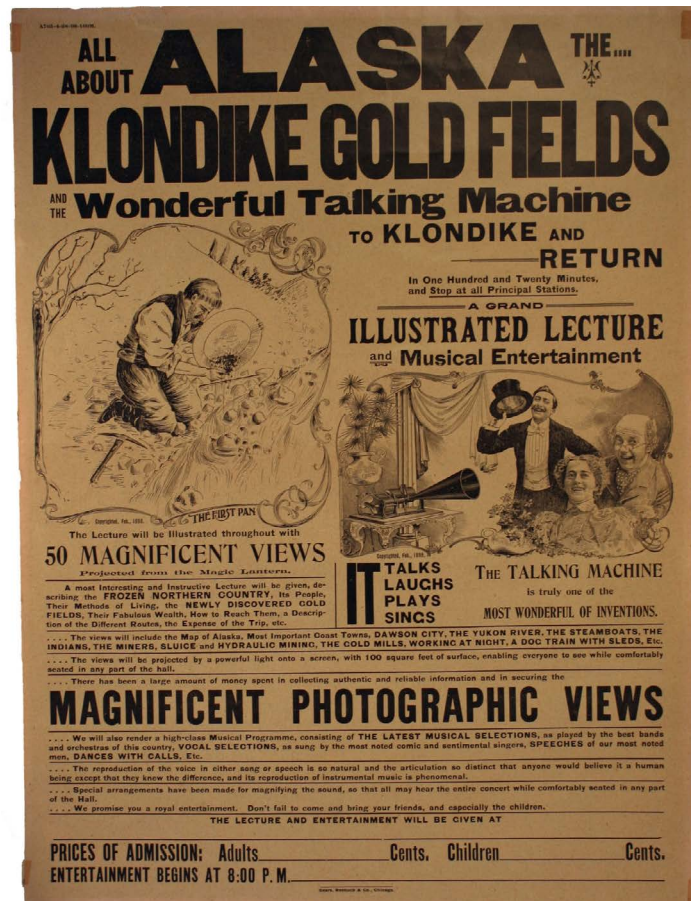 ALL ABOUT ALASKA THE....
KLONDIKE GOLD FIELDS
AND THE Wonderful Talking Machine
TO KLONDIKE AND
RETURN
In One Hundred and Twenty Minutes,
and Stop at all Principal Stations.
A GRAND
ILLUSTRATED LECTURE
and Musical Entertainment
Copyrighted, Feb., 1898.
THE FIRST PAN
The Lecture will be Illustrated throughout with
50 MAGNIFICENT VIEWS
Projected from the Magic Lantern.
A most Interesting and Instructive Lecture will be given, de-
scribing the FROZEN NORTHERN COUNTRY, Its People,
Their Methods of Living, the NEWLY DISCOVERED GOLD
FIELDS, Their Fabulous Wealth, How to Reach Them, a Descrip-
tion of the Different Routes, the Expense of the Trip, etc.
Copyrighted, Feb., 1898.
IT TALKS
LAUGHS
PLAYS
SINGS
THE TALKING MACHINE
is truly one of the
MOST WONDERFUL OF INVENTIONS.
.... The views will include the Map of Alaska, Most Important Coast Towns, DAWSON CITY, THE YUKON RIVER, THE STEAMBOATS, THE
INDIANS, THE MINERS, SLUICE and HYDRAULIC MINING, THE GOLD MILLS, WORKING AT NIGHT, A DOG TRAIN WITH SLEDS, Etc.
.... The views will be projected by a powerful light onto a screen, with 100 square feet of surface, enabling everyone to see while comfortably
seated in any part of the hall.
.... There has been a large amount of money spent in collecting authentic and reliable information and in securing the
MAGNIFICENT PHOTOGRAPHIC VIEWS
.... We will also render a high-class Musical Programme, consisting of THE LATEST MUSICAL SELECTIONS, as played by the best bands
and orchestras of this country, VOCAL SELECTIONS, as sung by the most noted comic and sentimental singers, SPEECHES of our most noted
men, DANCES WITH CALLS, Etc.
.... The reproduction of the voice in either song or speech is so natural and the articulation so distinct that anyone would believe it a human
being except that they knew the difference, and its reproduction of instrumental music is phenomenal.
.... Special arrangements have been made for magnifying the sound, so that all may hear the entire concert while comfortably seated in any part
of the Hall.
.... We promise you a royal entertainment. Don't fail to come and bring your friends, and especially the children.
THE LECTURE AND ENTERTAINMENT WILL BE GIVEN AT
PRICES OF ADMISSION: Adults Cents. Children Cents.
ENTERTAINMENT BEGINS AT 8:00 P. M.
Sears, Roebuck & Co., Chicago.